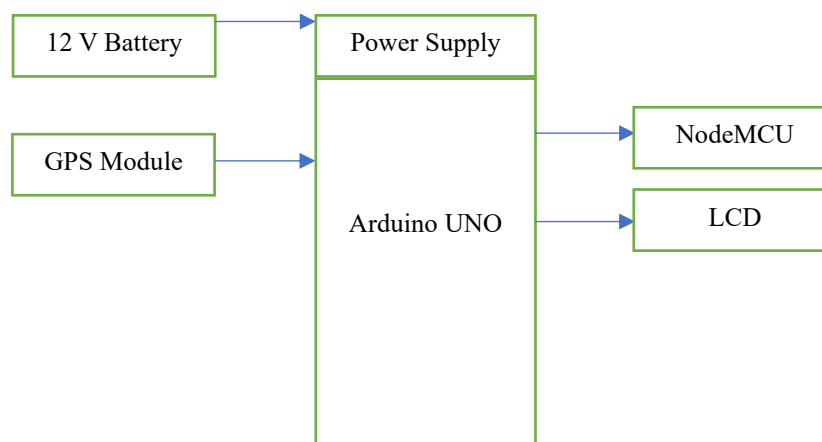 12 V Battery
Power Supply
GPS Module
Arduino UNO
NodeMCU
LCD